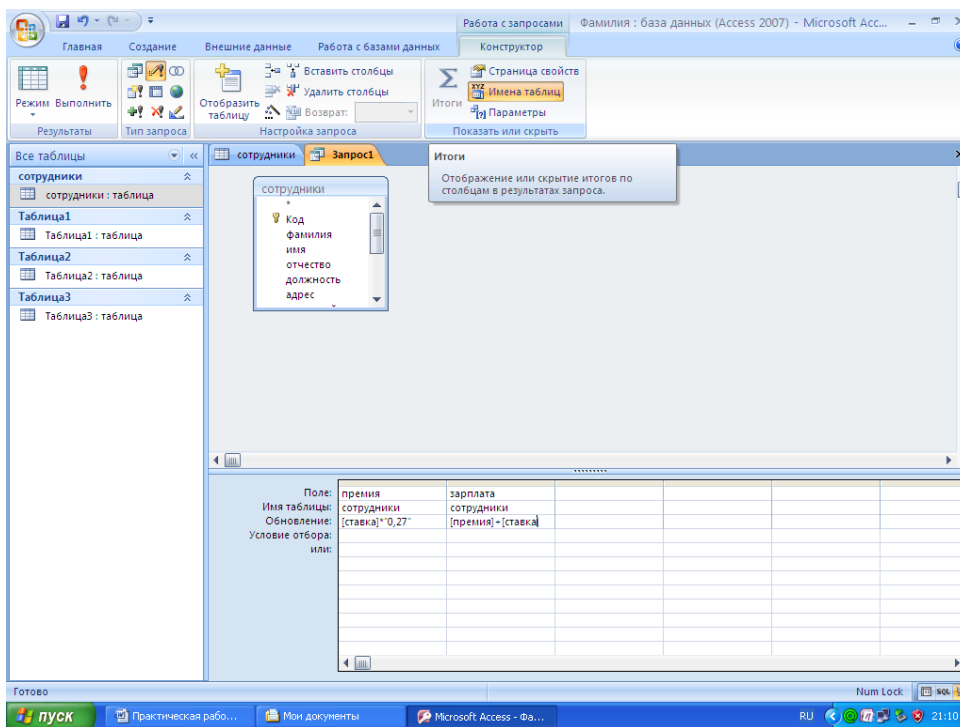 Работа с запросами
Фамилия : база данных (Access 2007) - Microsoft Acc...
Главная
Создание
Внешние данные
Работа с базами данных
Конструктор
Режим
Выполнить
Результаты
Тип запроса
Отобразить таблицу
Вставить столбцы
Удалить столбцы
Возврат:
Настройка запроса
Итоги
Страница свойств
Имена таблиц
Параметры
Показать или скрыть
Все таблицы
сотрудники
сотрудники : таблица
Таблица1
Таблица1 : таблица
Таблица2
Таблица2 : таблица
Таблица3
Таблица3 : таблица
сотрудники
Запрос1
Итоги
Отображение или скрытие итогов по
столбцам в результатах запроса.
сотрудники
*
Код
фамилия
имя
отчество
должность
адрес
Поле: премия зарплата
Имя таблицы: сотрудники сотрудники
Обновление: [ставка]*"0,27" [премия]+[ставка
Условие отбора:
или:
Готово
Num Lock
SQL
пуск
Практическая рабо...
Мои документы
Microsoft Access - Фа...
RU
21:10